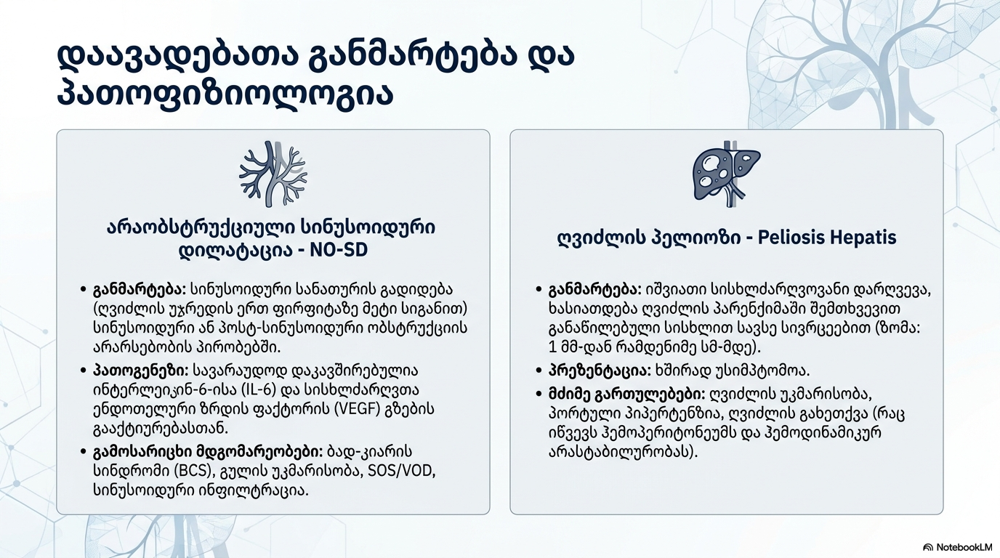 დაავადებათა განმარტება და
პათოფიზიოლოგია
არაობსტრუქციული სინუსოიდური
დილატაცია - NO-SD
• განმარტება: სინუსოიდური სანათურის გადიდება
(ღვიძლის უჯრედის ერთ ფირფიტაზე მეტი სიგანით)
სინუსოიდური ან პოსტ-სინუსოიდური ობსტრუქციის
არარსებობის პირობებში.
• პათოგენეზი: სავარაუდოდ დაკავშირებულია
ინტერლეიკინ-6-ისა (IL-6) და სისხლძარღვთა
ენდოთელური ზრდის ფაქტორის (VEGF) გზების
გააქტიურებასთან.
• გამოსარიცხი მდგომარეობები: ბად-კიარის
სინდრომი (BCS), გულის უკმარისობა, SOS/VOD,
სინუსოიდური ინფილტრაცია.
ღვიძლის პელიოზი - Peliosis Hepatis
• განმარტება: იშვიათი სისხლძარღვოვანი დარღვევა,
ხასიათდება ღვიძლის პარენქიმაში შემთხვევით
განაწილებული სისხლით სავსე სივრცეებით (ზომა:
1 მმ-დან რამდენიმე სმ-მდე).
• პრეზენტაცია: ხშირად უსიმპტომოა.
• მძიმე გართულებები: ღვიძლის უკმარისობა,
პორტული პიპერტენზია, ღვიძლის გახეთქვა (რაც
იწვევს ჰემოპერიტონეუმს და ჰემოდინამიკურ
არასტაბილურობას).
NotebookLM